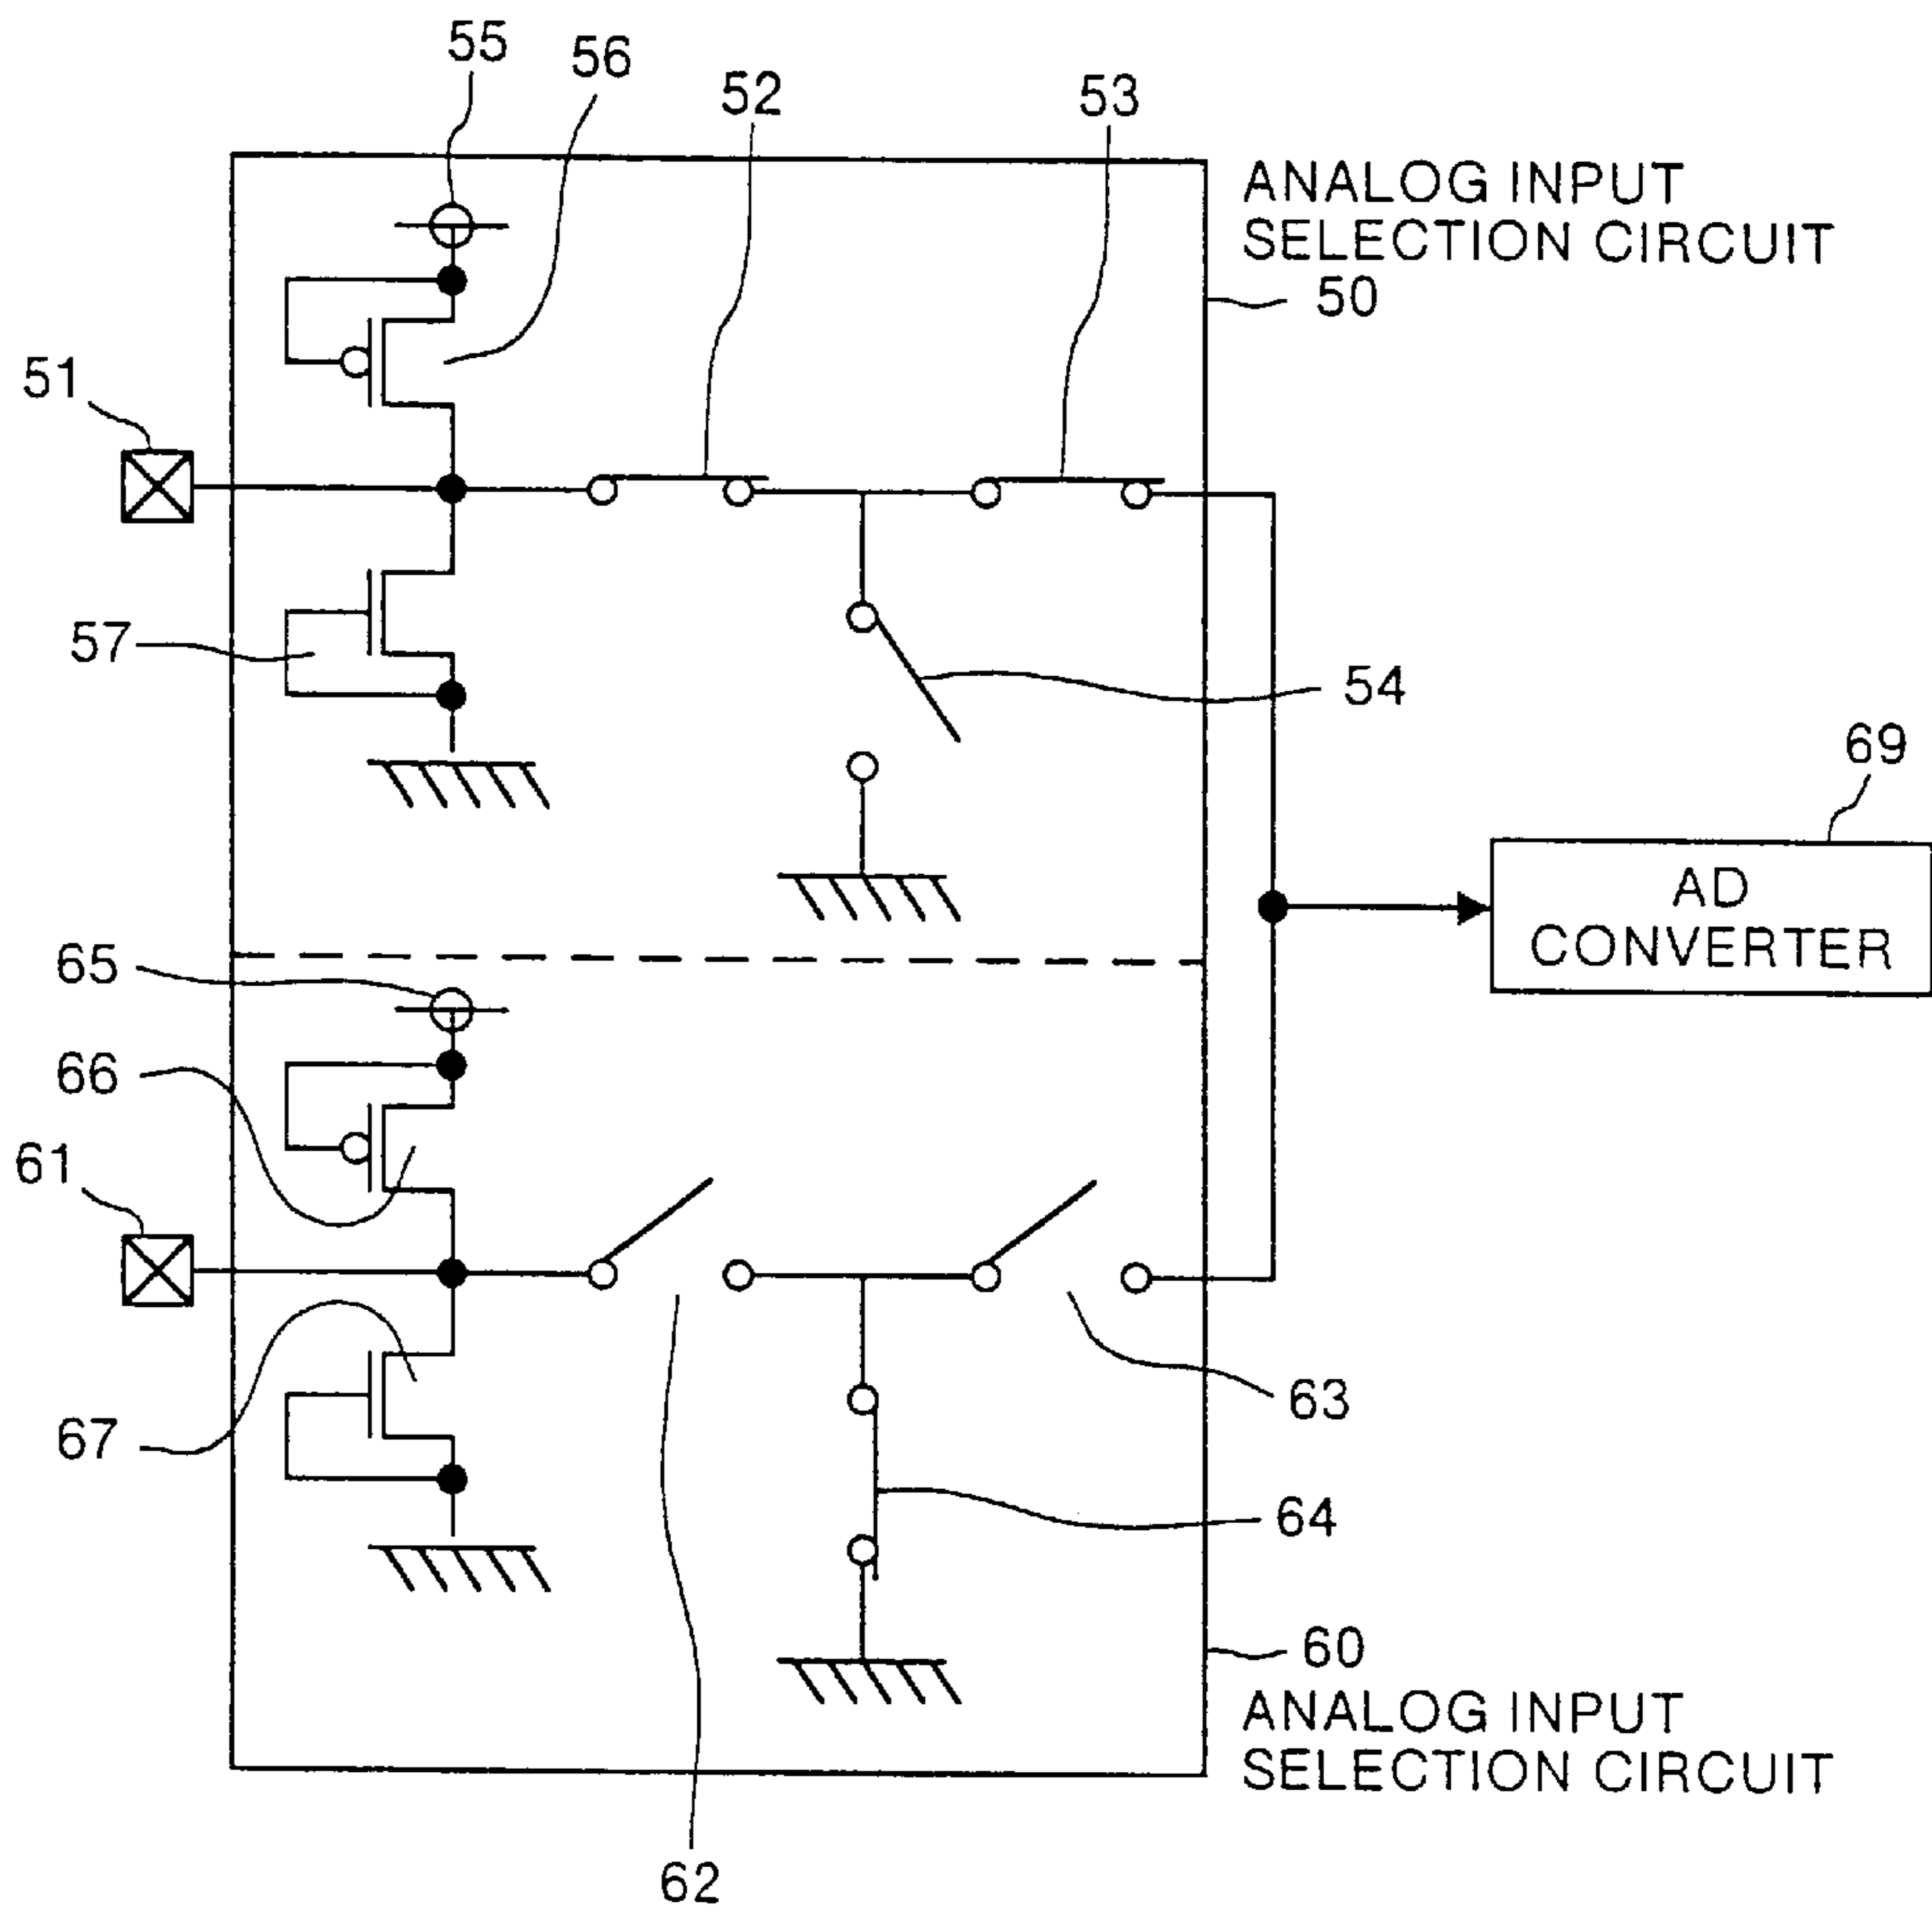 55
56
52
53
ANALOG INPUT
SELECTION CIRCUIT
50
51
57
54
69
AD
CONVERTER
65
66
61
67
63
64
60
ANALOG INPUT
SELECTION CIRCUIT
62